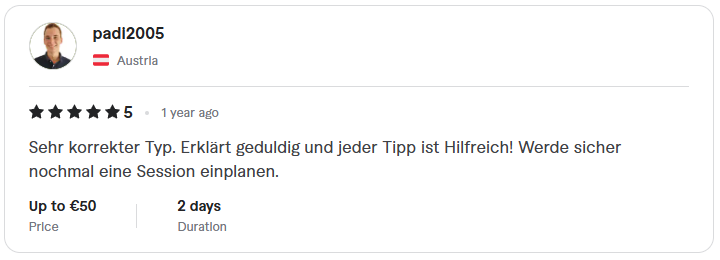 padi2005
Austria
5 • 1 year ago
Sehr korrekter Typ. Erklärt geduldig und jeder Tipp ist Hilfreich! Werde sicher
nochmal eine Session einplanen.
Up to €50 2 days
Price Duration